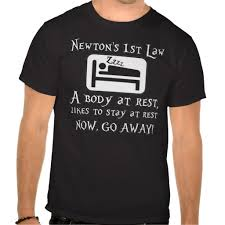 Newton's 1st Law
Zzzz
A body at rest,
likes to stay at rest
Now, go away!